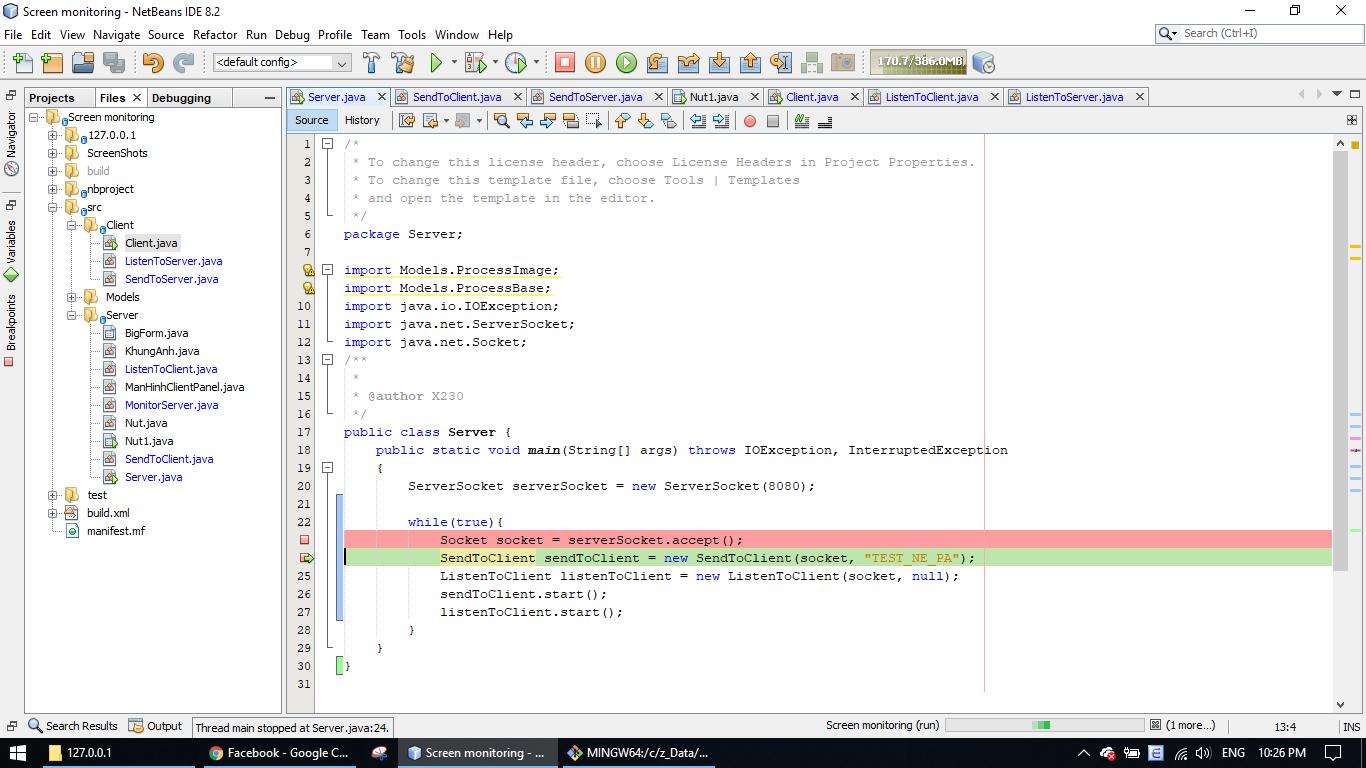 Screen monitoring - NetBeans IDE 8.2
File Edit View Navigate Source Refactor Run Debug Profile Team Tools Window Help
Search (Ctrl+I)
<default config>
170.7/386.0MB
Projects Files Debugging
Server.java SendToClient.java SendToServer.java Nut1.java Client.java ListenToClient.java ListenToServer.java
Source History
Navigator
Variables
Breakpoints
Screen monitoring
127.0.0.1
ScreenShots
build
nbproject
src
Client
Client.java
ListenToServer.java
SendToServer.java
Models
Server
BigForm.java
KhungAnh.java
ListenToClient.java
ManHinhClientPanel.java
MonitorServer.java
Nut.java
Nut1.java
SendToClient.java
Server.java
test
build.xml
manifest.mf
1 /*
2 * To change this license header, choose License Headers in Project Properties.
3 * To change this template file, choose Tools | Templates
4 * and open the template in the editor.
5 */
6 package Server;
7
import Models.ProcessImage;
import Models.ProcessBase;
10 import java.io.IOException;
11 import java.net.ServerSocket;
12 import java.net.Socket;
13 /**
14 *
15 * @author X230
16 */
17 public class Server {
18 public static void main(String[] args) throws IOException, InterruptedException
19 {
20 ServerSocket serverSocket = new ServerSocket(8080);
21
22 while(true){
Socket socket = serverSocket.accept();
SendToClient sendToClient = new SendToClient(socket, "TEST_NE_PA");
25 ListenToClient listenToClient = new ListenToClient(socket, null);
26 sendToClient.start();
27 listenToClient.start();
28 }
29 }
30 }
31
Search Results Output Thread main stopped at Server.java:24. Screen monitoring (run) (1 more...) 13:4 INS
127.0.0.1 Facebook - Google C... Screen monitoring - ... MINGW64:/c/z_Data/... ENG 10:26 PM